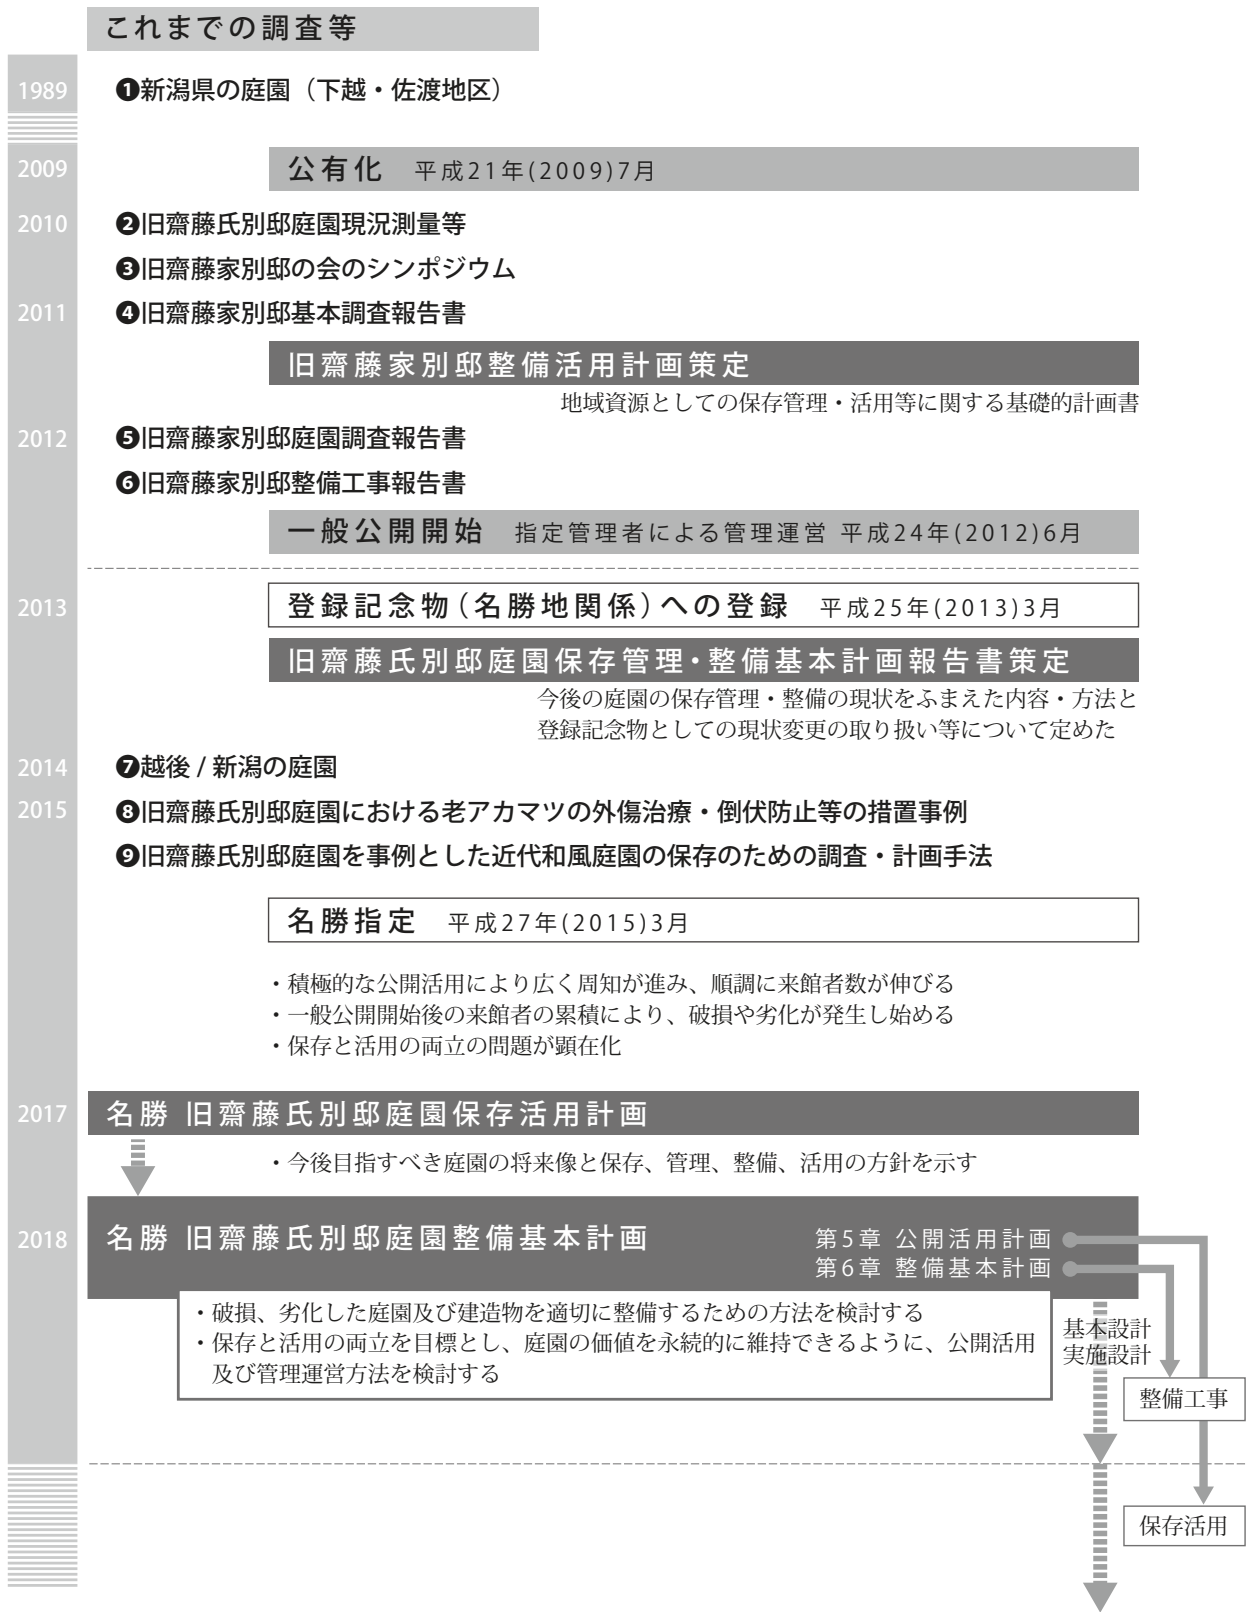 これまでの調査等
1989
❶新潟県の庭園（下越・佐渡地区）
2009
公有化 平成21年(2009)7月
2010
❷旧齋藤氏別邸庭園現況測量等
❸旧齋藤家別邸の会のシンポジウム
2011
❹旧齋藤家別邸基本調査報告書
旧齋藤家別邸整備活用計画策定
地域資源としての保存管理・活用等に関する基礎的計画書
2012
❺旧齋藤家別邸庭園調査報告書
❻旧齋藤家別邸整備工事報告書
一般公開開始 指定管理者による管理運営 平成24年(2012)6月
2013
登録記念物（名勝地関係）への登録 平成25年(2013)3月
旧齋藤氏別邸庭園保存管理・整備基本計画報告書策定
今後の庭園の保存管理・整備の現状をふまえた内容・方法と
登録記念物としての現状変更の取り扱い等について定めた
2014
❼越後 / 新潟の庭園
2015
❽旧齋藤氏別邸庭園における老アカマツの外傷治療・倒伏防止等の措置事例
❾旧齋藤氏別邸庭園を事例とした近代和風庭園の保存のための調査・計画手法
名勝指定 平成27年(2015)3月
・積極的な公開活用により広く周知が進み、順調に来館者数が伸びる
・一般公開開始後の来館者の累積により、破損や劣化が発生し始める
・保存と活用の両立の問題が顕在化
2017
名勝 旧齋藤氏別邸庭園保存活用計画
・今後目指すべき庭園の将来像と保存、管理、整備、活用の方針を示す
2018
名勝 旧齋藤氏別邸庭園整備基本計画
第5章 公開活用計画
第6章 整備基本計画
・破損、劣化した庭園及び建造物を適切に整備するための方法を検討する
・保存と活用の両立を目標とし、庭園の価値を永続的に維持できるように、公開活用
及び管理運営方法を検討する
基本設計
実施設計
整備工事
保存活用